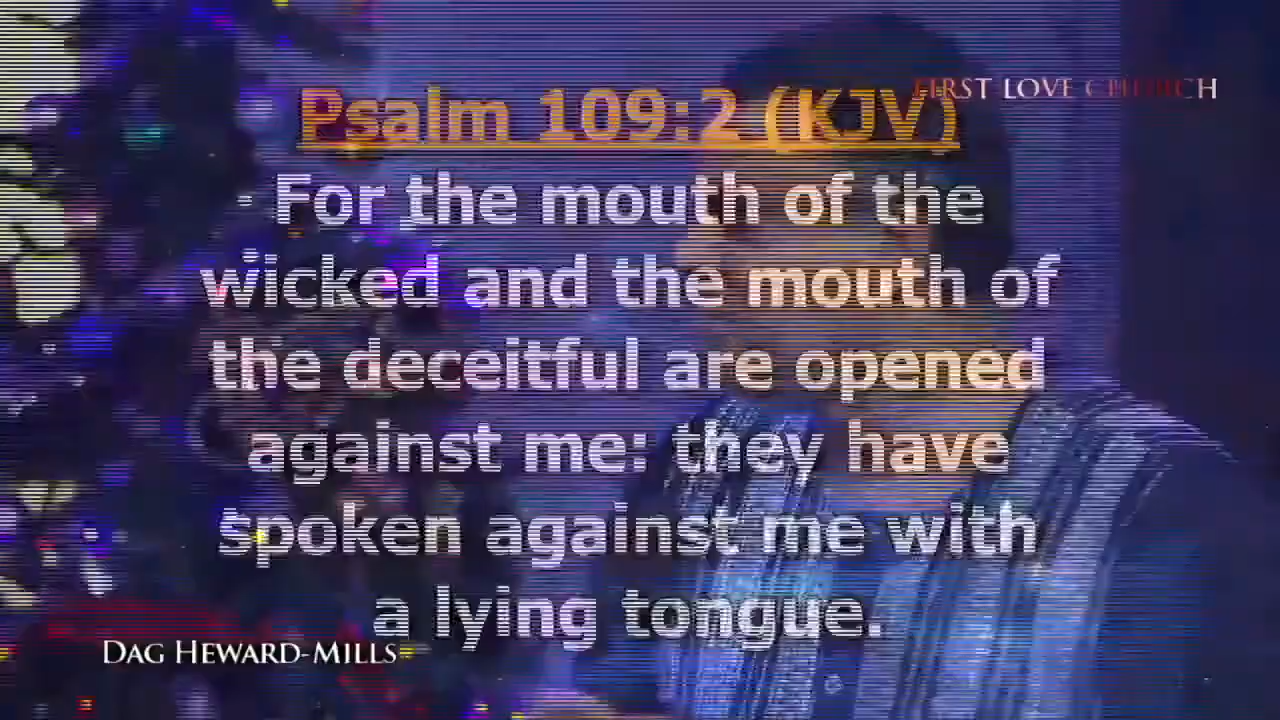 FIRST LOVE CHURCH
Psalm 109:2 (KJV)
For the mouth of the
wicked and the mouth of
the deceitful are opened
against me: they have
spoken against me with
a lying tongue.
DAG HEWARD-MILLS